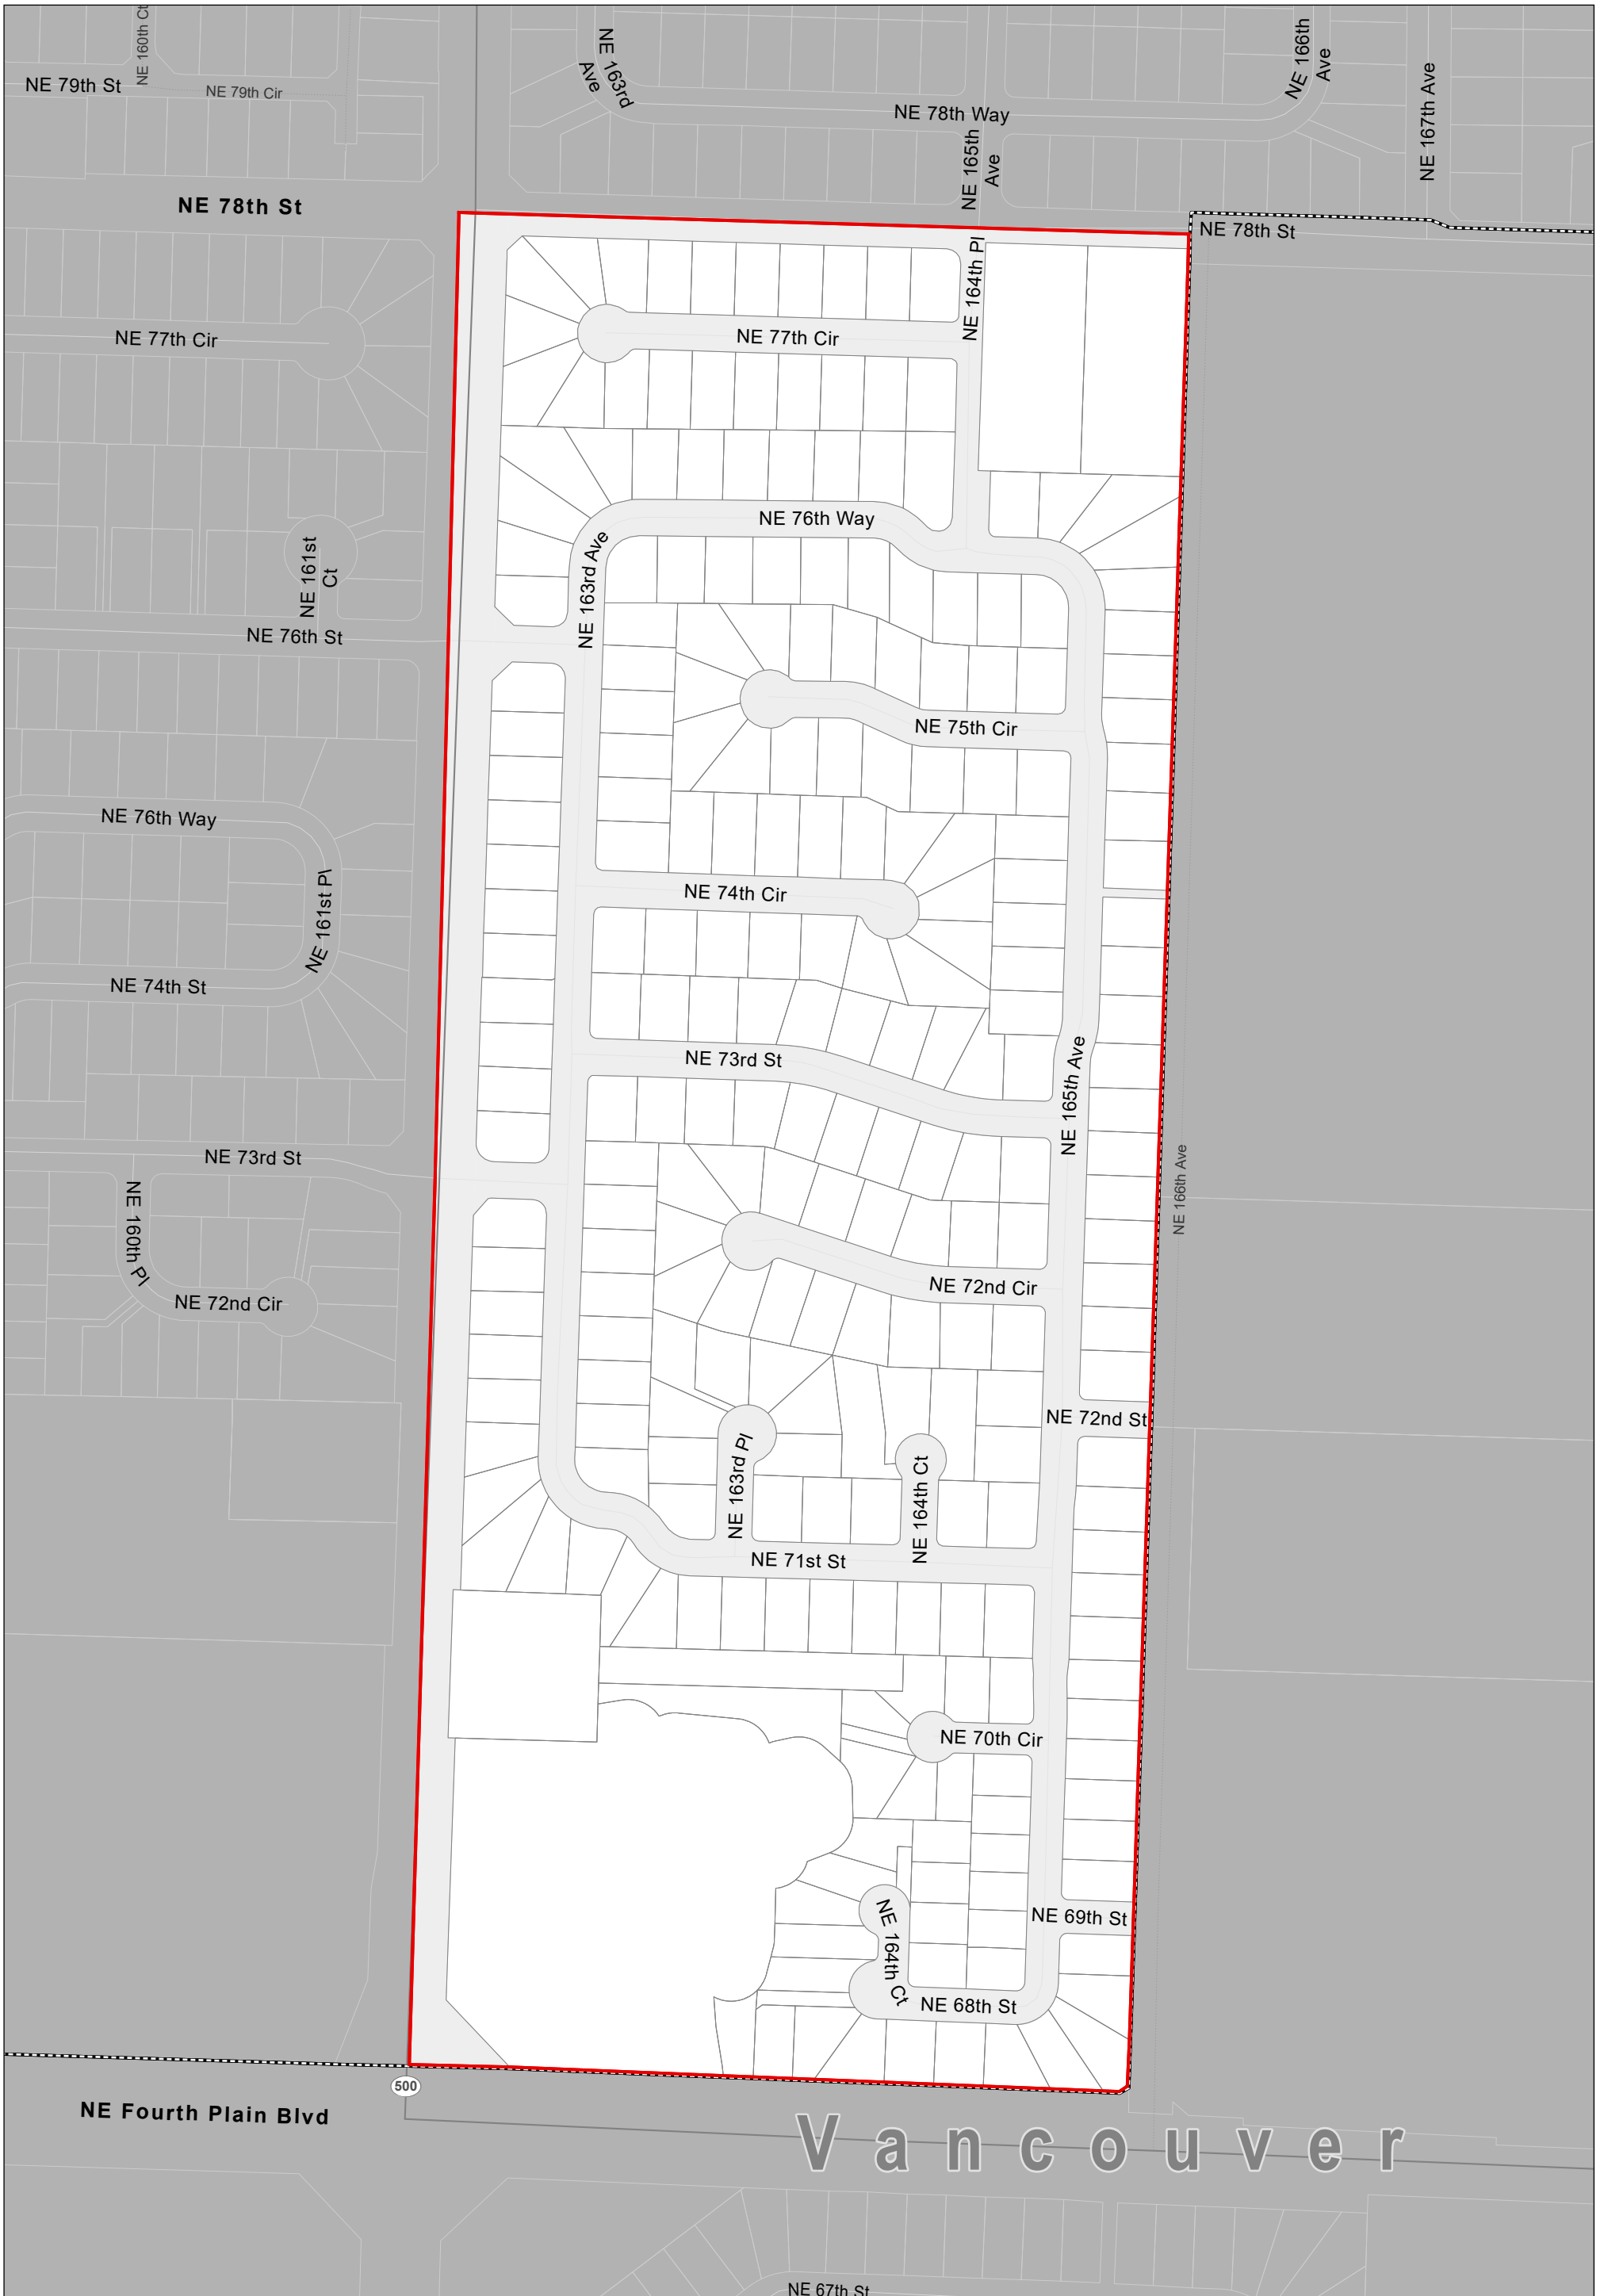 NE 160th Ct
NE 79th St
NE 79th Cir
NE 163rd
Ave
NE 78th Way
NE 166th
Ave
NE 167th Ave
NE 165th
Ave
NE 78th St
NE 78th St
NE 164th Pl
NE 77th Cir
NE 77th Cir
NE 76th Way
NE 161st
Ct
NE 163rd Ave
NE 76th St
NE 75th Cir
NE 76th Way
NE 161st Pl
NE 74th Cir
NE 74th St
NE 73rd St
NE 165th Ave
NE 73rd St
NE 166th Ave
NE 160th Pl
NE 72nd Cir
NE 72nd Cir
NE 72nd St
NE 163rd Pl
NE 164th Ct
NE 71st St
NE 70th Cir
NE 69th St
NE 164th Ct
NE 68th St
500
NE Fourth Plain Blvd
Vancouver
NE 67th St